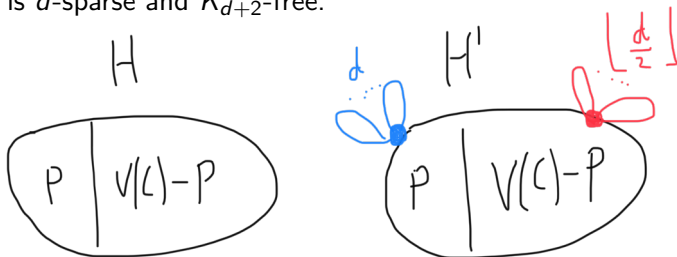 is d-sparse and K_{d+2}-free.
H
H'
d
⌊d/2⌋
P | V(C)-P
P | V(C)-P